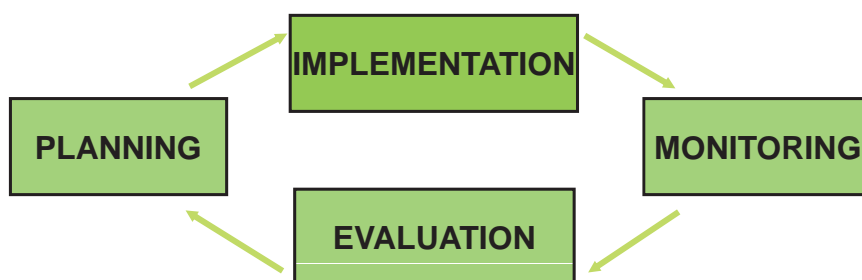 IMPLEMENTATION
PLANNING
MONITORING
EVALUATION